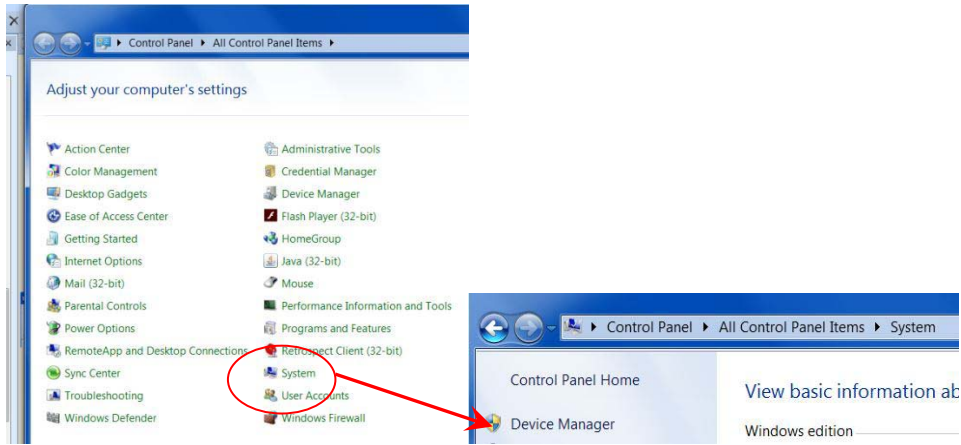 Control Panel ▸ All Control Panel Items ▸
Adjust your computer's settings
Action Center
Color Management
Desktop Gadgets
Ease of Access Center
Getting Started
Internet Options
Mail (32-bit)
Parental Controls
Power Options
RemoteApp and Desktop Connections
Sync Center
Troubleshooting
Windows Defender
Administrative Tools
Credential Manager
Device Manager
Flash Player (32-bit)
HomeGroup
Java (32-bit)
Mouse
Performance Information and Tools
Programs and Features
Retrospect Client (32-bit)
System
User Accounts
Windows Firewall
Control Panel ▸ All Control Panel Items ▸ System
Control Panel Home
Device Manager
View basic information ab
Windows edition